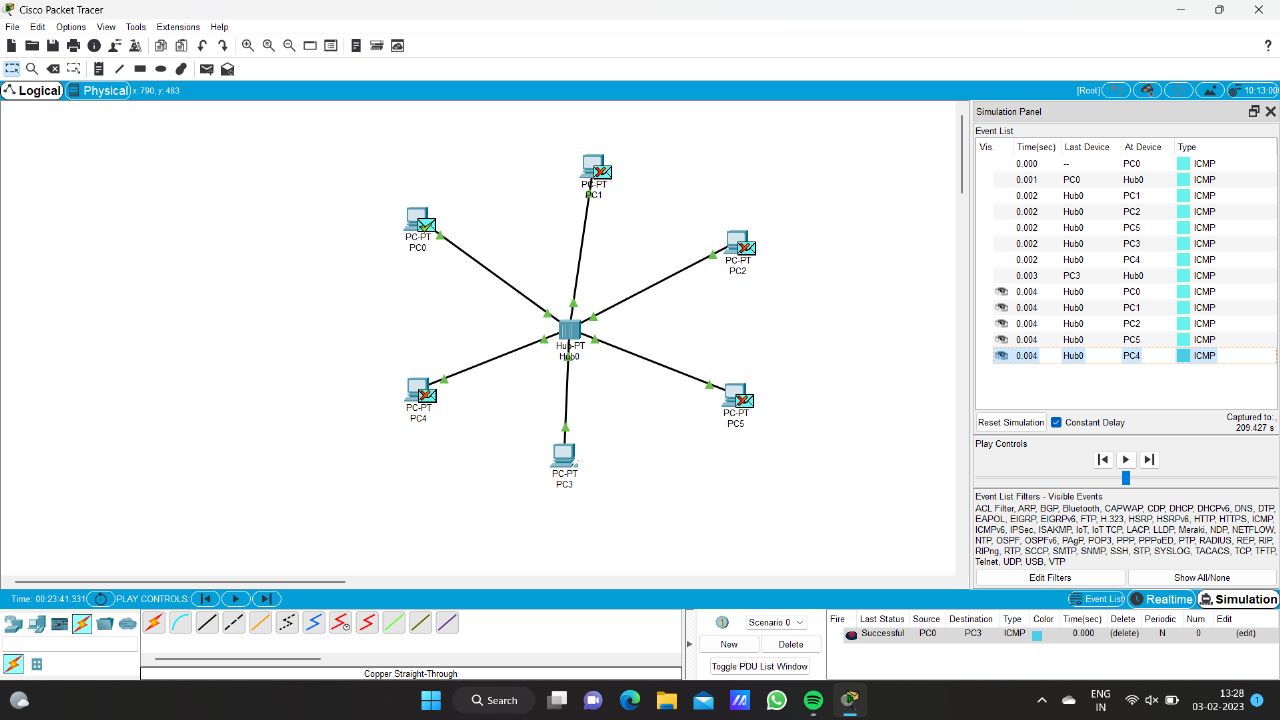 Cisco Packet Tracer
File Edit Options View Tools Extensions Help
Logical Physical x: 790, y: 483 [Root] 10:13:00
PC-PT
PC1
PC-PT
PC0
PC-PT
PC2
Hub-PT
Hub0
PC-PT
PC4
PC-PT
PC5
PC-PT
PC3
Simulation Panel
Event List
Vis. Time(sec) Last Device At Device Type
0.000 -- PC0 ICMP
0.001 PC0 Hub0 ICMP
0.002 Hub0 PC1 ICMP
0.002 Hub0 PC2 ICMP
0.002 Hub0 PC5 ICMP
0.002 Hub0 PC3 ICMP
0.002 Hub0 PC4 ICMP
0.003 PC3 Hub0 ICMP
0.004 Hub0 PC0 ICMP
0.004 Hub0 PC1 ICMP
0.004 Hub0 PC2 ICMP
0.004 Hub0 PC5 ICMP
0.004 Hub0 PC4 ICMP
Reset Simulation Constant Delay Captured to:
209.427 s
Play Controls
Event List Filters - Visible Events
ACL Filter, ARP, BGP, Bluetooth, CAPWAP, CDP, DHCP, DHCPv6, DNS, DTP,
EAPOL, EIGRP, EIGRPv6, FTP, H.323, HSRP, HSRPv6, HTTP, HTTPS, ICMP,
ICMPv6, IPSec, ISAKMP, IoT, IoT TCP, LACP, LLDP, Meraki, NDP, NETFLOW,
NTP, OSPF, OSPFv6, PAgP, POP3, PPP, PPPoED, PTP, RADIUS, REP, RIP,
RIPng, RTP, SCCP, SMTP, SNMP, SSH, STP, SYSLOG, TACACS, TCP, TFTP,
Telnet, UDP, USB, VTP
Edit Filters Show All/None
Time: 00:23:41.331 PLAY CONTROLS: Event List Realtime Simulation
Copper Straight-Through
Scenario 0
New Delete
Toggle PDU List Window
Fire Last Status Source Destination Type Color Time(sec) Delete Periodic Num Edit
Successful PC0 PC3 ICMP 0.000 (delete) N 0 (edit)
Search
ENG
IN
13:28
03-02-2023
1